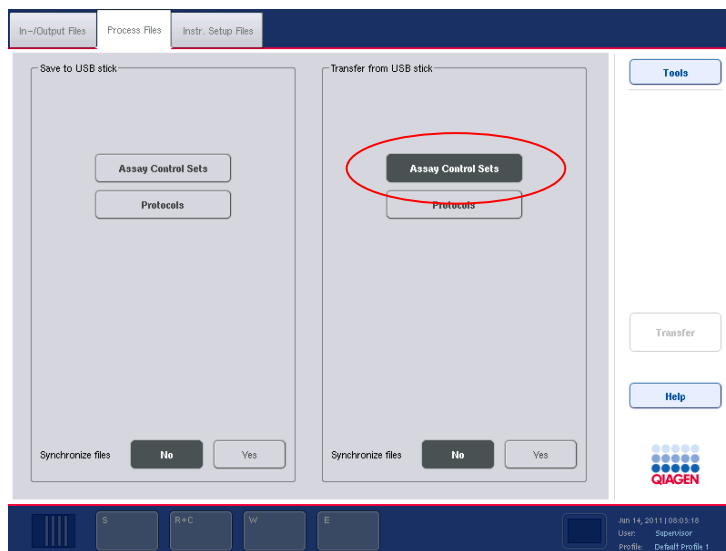 In-/Output Files
Process Files
Instr. Setup Files
Save to USB stick
Transfer from USB stick
Tools
Assay Control Sets
Assay Control Sets
Protocols
Protocols
Transfer
Help
Synchronize files
No
Yes
Synchronize files
No
Yes
QIAGEN
S
R+C
W
E
Jun 14, 2011 | 08:03:18
User: Supervisor
Profile: Default Profile 1